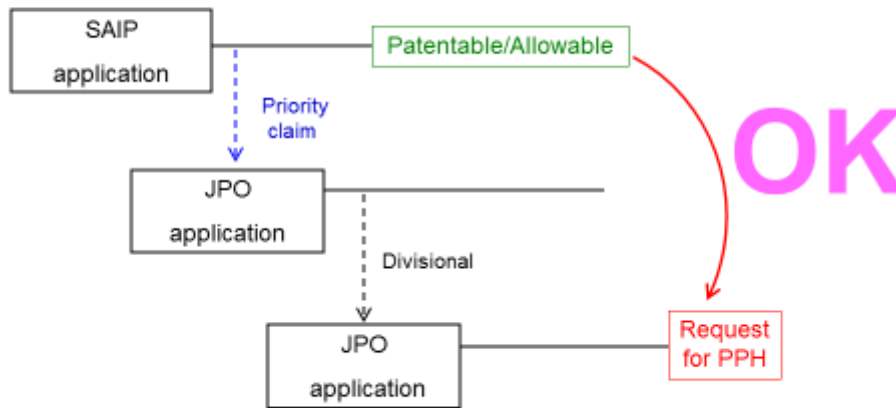 SAIP
application
Patentable/Allowable
Priority
claim
OK
JPO
application
Divisional
JPO
application
Request
for PPH